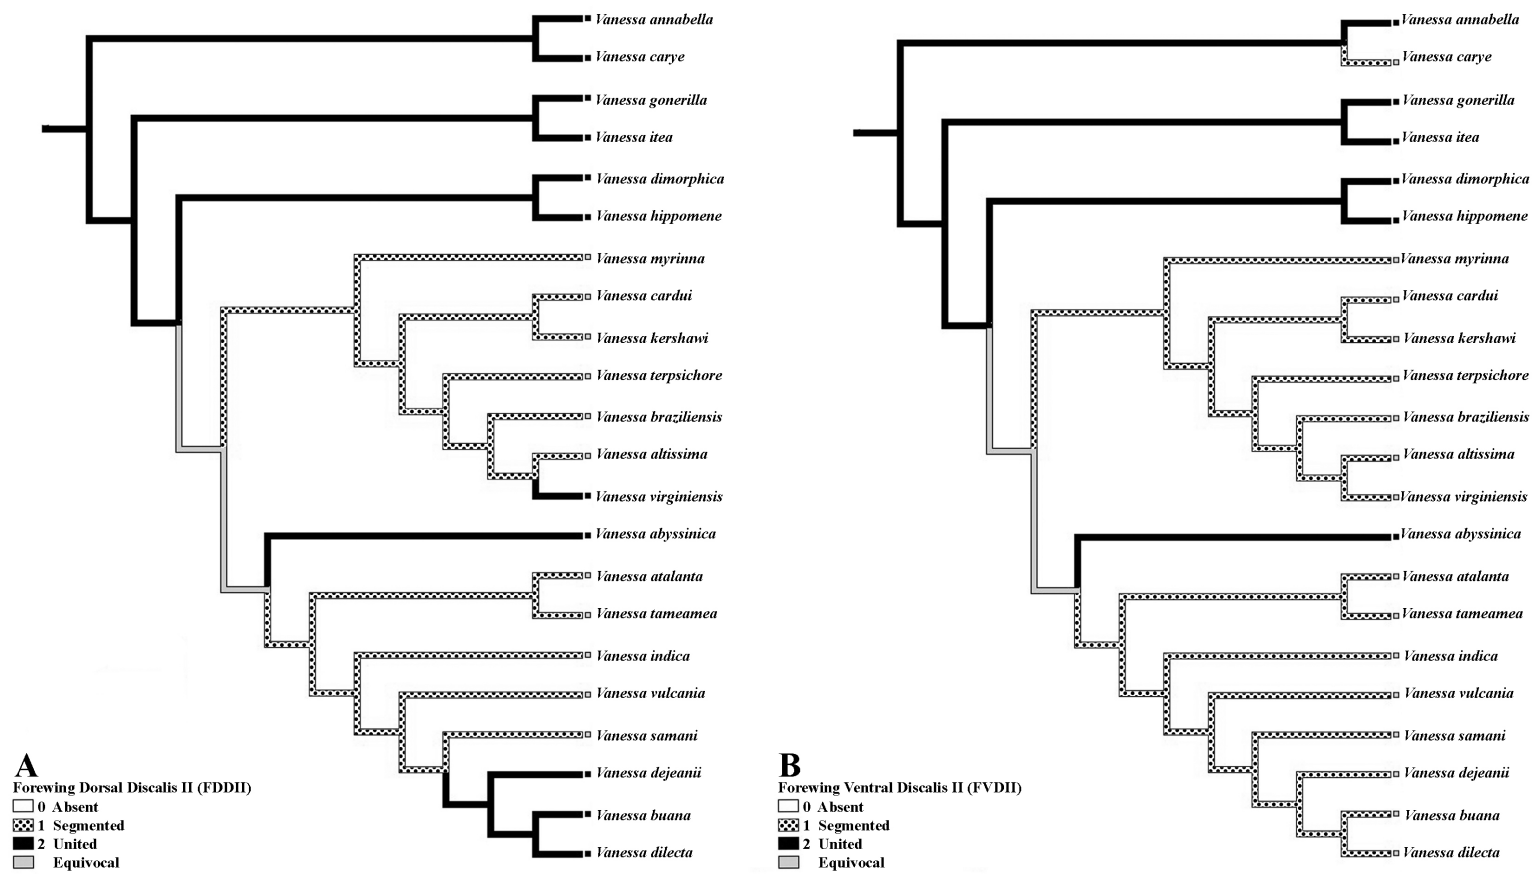 Vanessa annabella
Vanessa carye
Vanessa gonerilla
Vanessa itea
Vanessa dimorphica
Vanessa hippomene
Vanessa myrinna
Vanessa cardui
Vanessa kershawi
Vanessa terpsichore
Vanessa braziliensis
Vanessa altissima
Vanessa virginiensis
Vanessa abyssinica
Vanessa atalanta
Vanessa tameamea
Vanessa indica
Vanessa vulcania
Vanessa samani
Vanessa dejeanii
Vanessa buana
Vanessa dilecta
A
Forewing Dorsal Discalis II (FDDII)
0 Absent
1 Segmented
2 United
Equivocal
Vanessa annabella
Vanessa carye
Vanessa gonerilla
Vanessa itea
Vanessa dimorphica
Vanessa hippomene
Vanessa myrinna
Vanessa cardui
Vanessa kershawi
Vanessa terpsichore
Vanessa braziliensis
Vanessa altissima
Vanessa virginiensis
Vanessa abyssinica
Vanessa atalanta
Vanessa tameamea
Vanessa indica
Vanessa vulcania
Vanessa samani
Vanessa dejeanii
Vanessa buana
Vanessa dilecta
B
Forewing Ventral Discalis II (FVDII)
0 Absent
1 Segmented
2 United
Equivocal